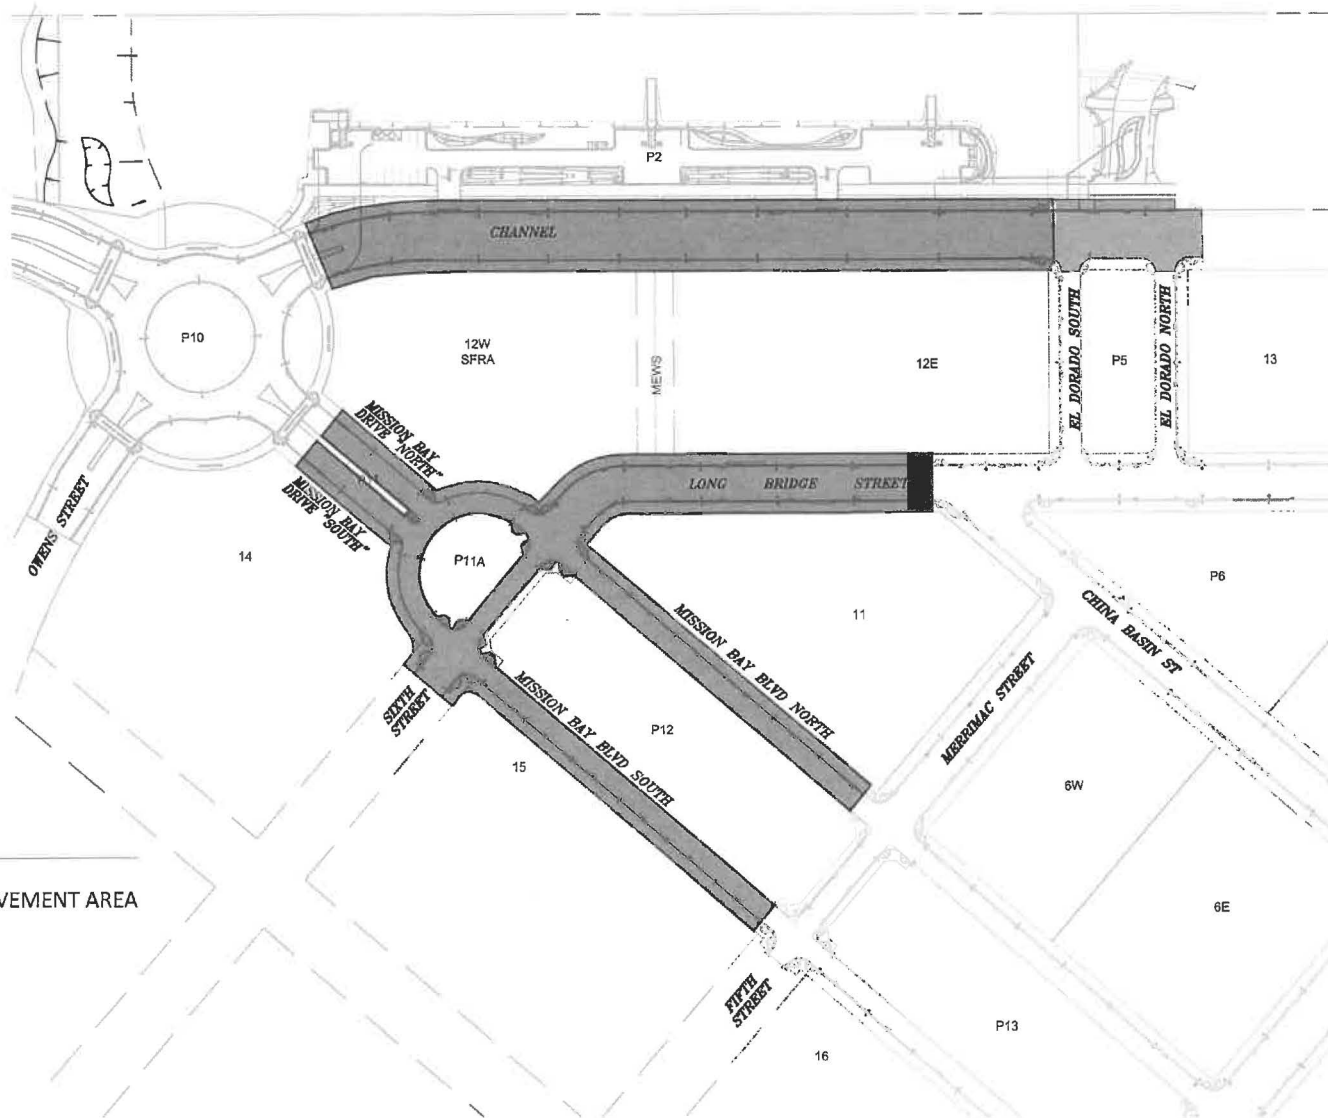 P2
CHANNEL
P10
12W
SFRA
MEWS
12E
EL DORADO SOUTH
P5
EL DORADO NORTH
13
MISSION BAY
DRIVE "NORTH"
MISSION BAY
DRIVE "SOUTH"
OWENS STREET
LONG BRIDGE STREET
14
P11A
11
P6
CHINA BASIN ST
MISSION BAY BLVD NORTH
MERRIMAC STREET
SIXTH
STREET
MISSION BAY BLVD SOUTH
P12
15
6W
VEMENT AREA
6E
FIFTH
STREET
P13
16